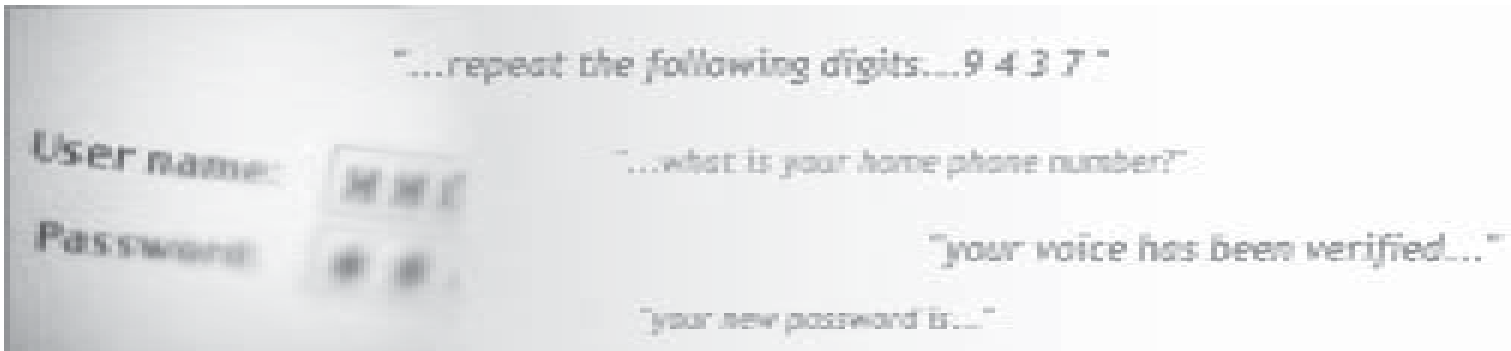 "...repeat the following digits....9 4 3 7 "
User name:
"...what is your home phone number?"
Password:
"your voice has been verified..."
"your new password is...."